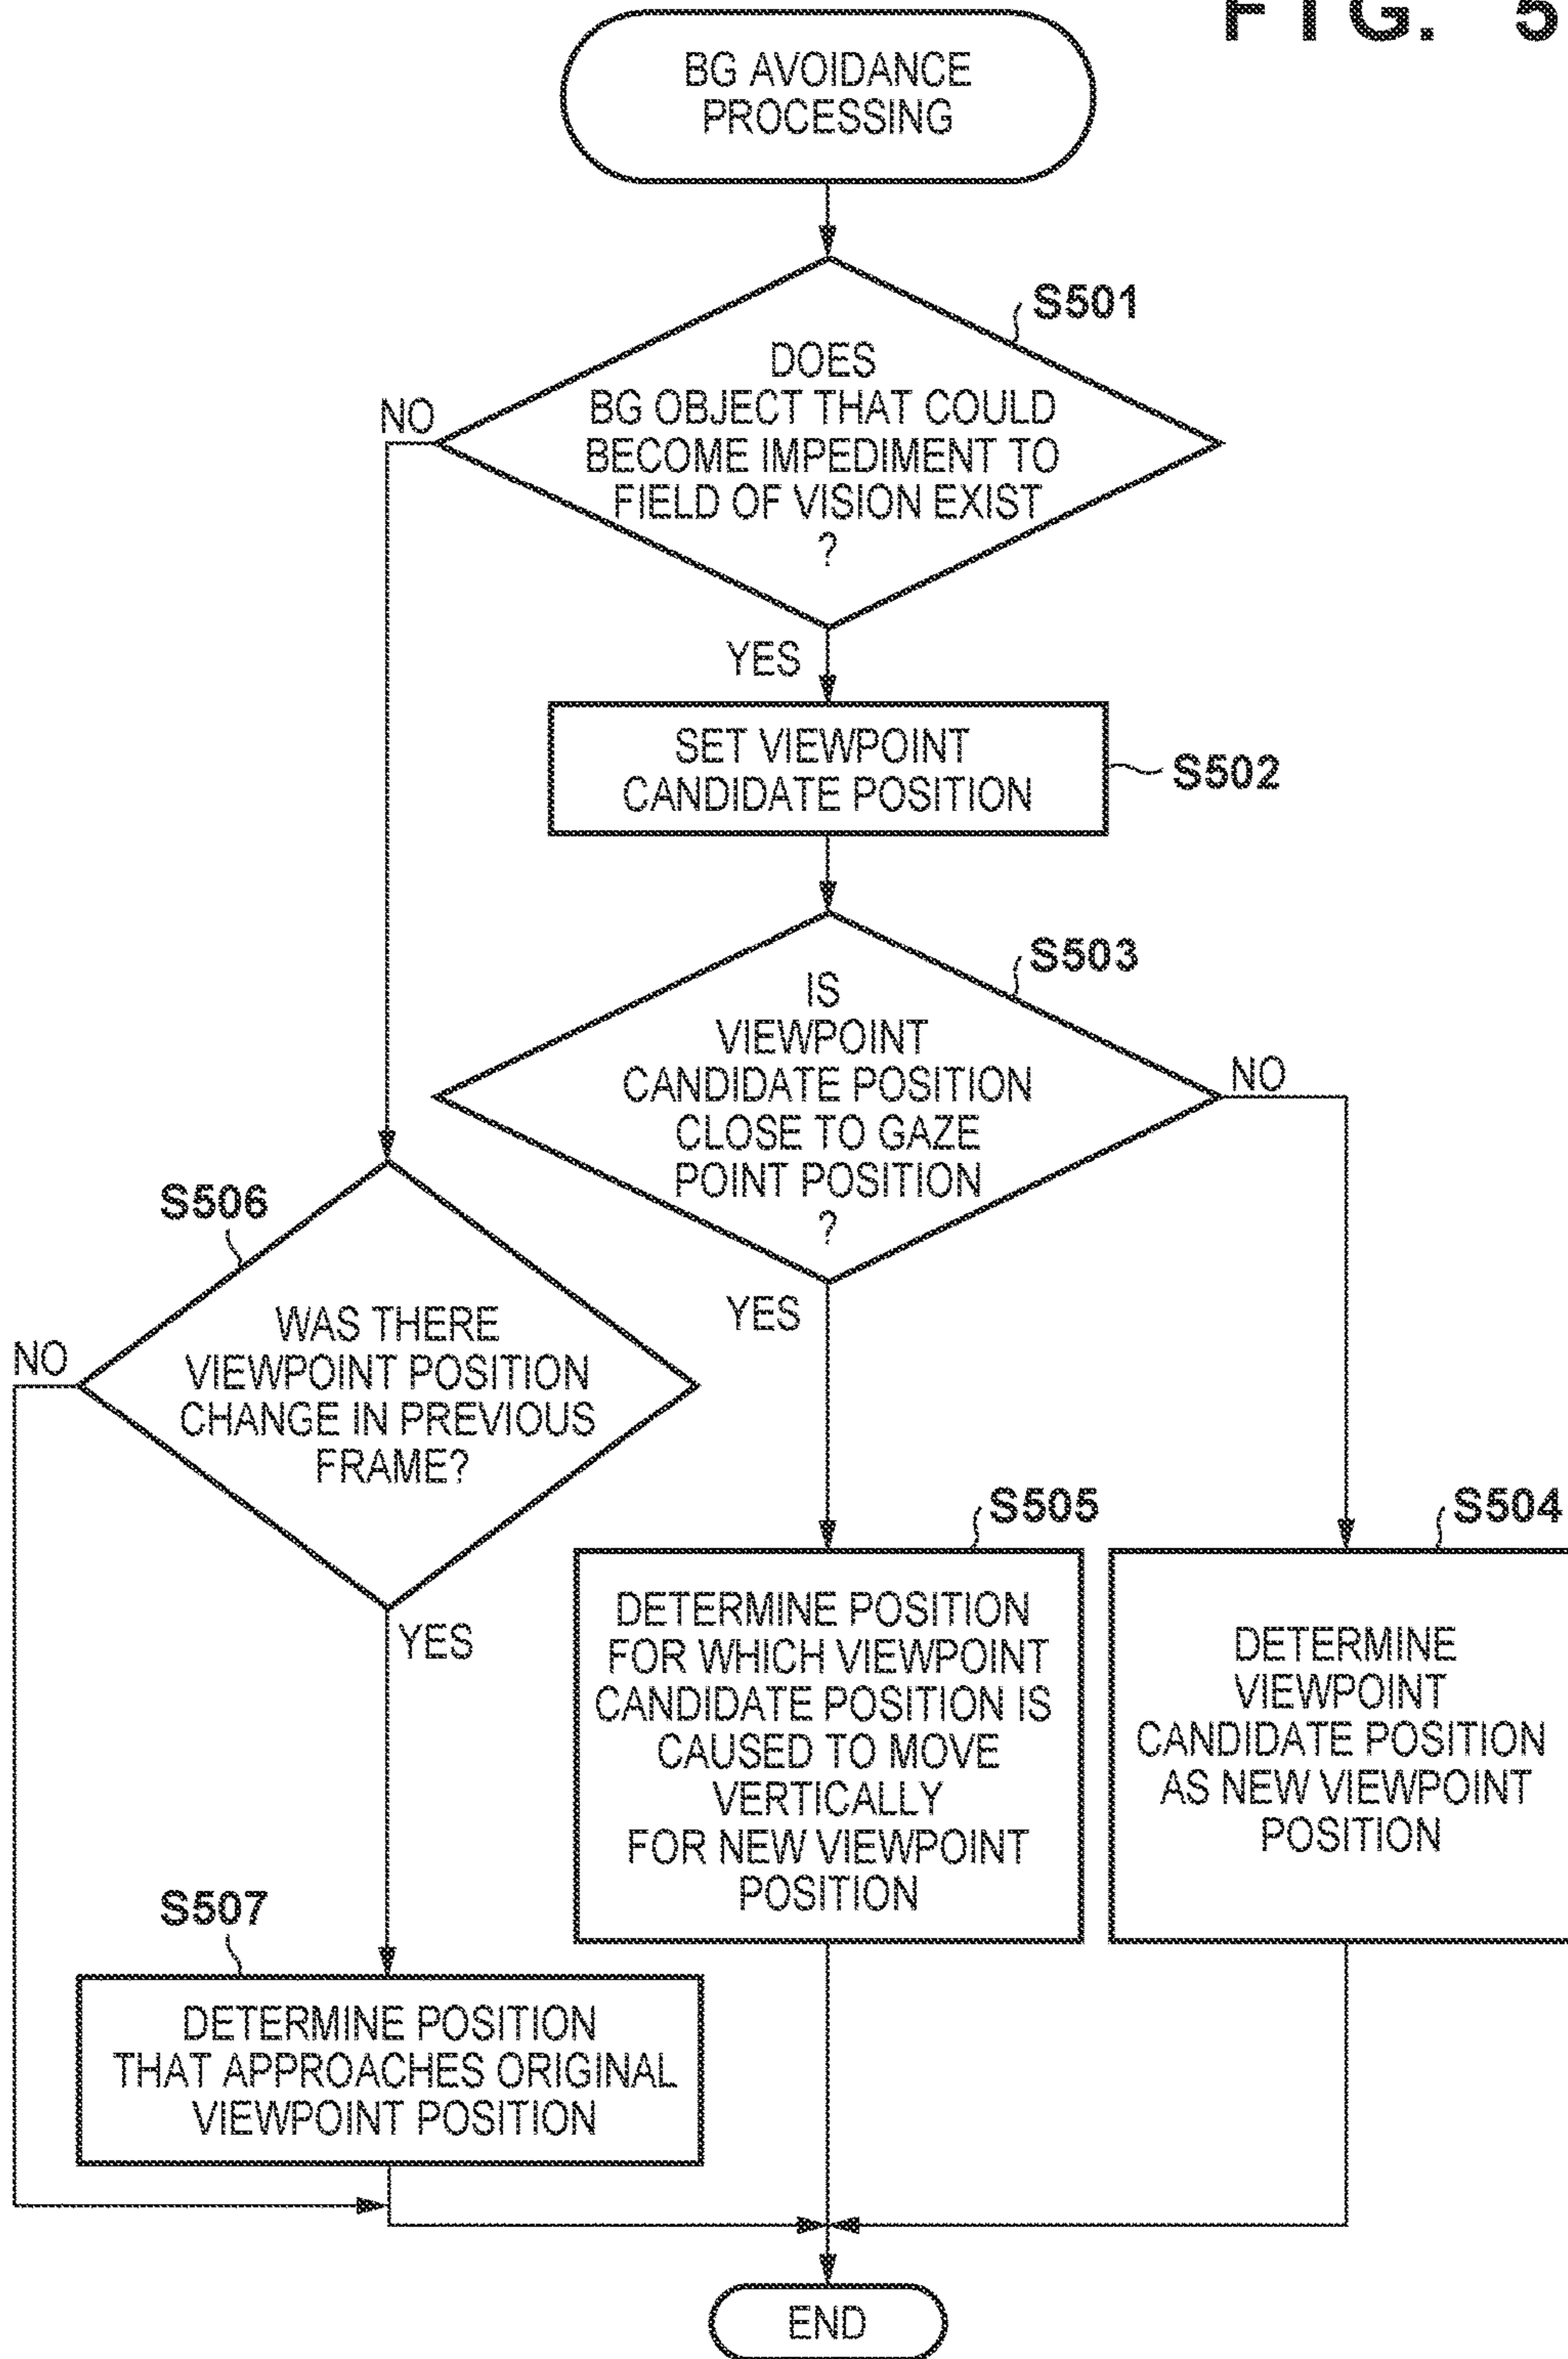 FIG. 5
BG AVOIDANCE
PROCESSING
S501
DOES
BG OBJECT THAT COULD
BECOME IMPEDIMENT TO
FIELD OF VISION EXIST
?
NO
YES
SET VIEWPOINT
CANDIDATE POSITION
S502
S503
IS
VIEWPOINT
CANDIDATE POSITION
CLOSE TO GAZE
POINT POSITION
?
NO
YES
S506
WAS THERE
VIEWPOINT POSITION
CHANGE IN PREVIOUS
FRAME?
NO
YES
S505
DETERMINE POSITION
FOR WHICH VIEWPOINT
CANDIDATE POSITION IS
CAUSED TO MOVE
VERTICALLY
FOR NEW VIEWPOINT
POSITION
S504
DETERMINE
VIEWPOINT
CANDIDATE POSITION
AS NEW VIEWPOINT
POSITION
S507
DETERMINE POSITION
THAT APPROACHES ORIGINAL
VIEWPOINT POSITION
END